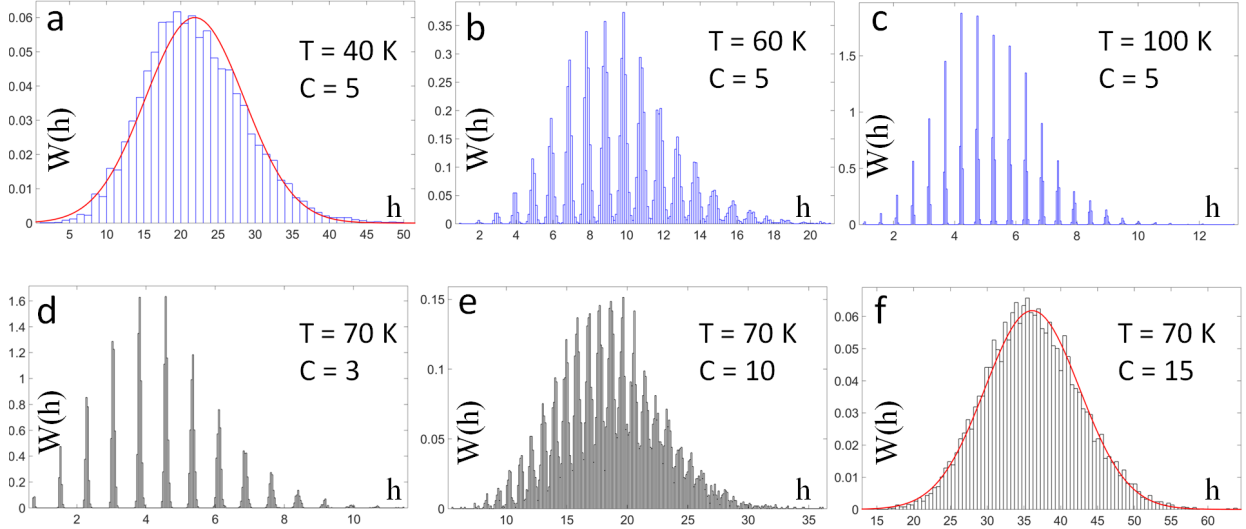 a
T = 40 K
C = 5
W(h)
h
0.06
0.05
0.04
0.03
0.02
0.01
0
5 10 15 20 25 30 35 40 45 50
b
T = 60 K
C = 5
W(h)
h
0.35
0.3
0.25
0.2
0.15
0.1
0.05
0
2 4 6 8 10 12 14 16 18 20
c
T = 100 K
C = 5
W(h)
h
1.5
1
0.5
0
2 4 6 8 10 12
d
T = 70 K
C = 3
W(h)
h
1.6
1.4
1.2
1
0.8
0.6
0.4
0.2
0
2 4 6 8 10
e
T = 70 K
C = 10
W(h)
h
0.15
0.1
0.05
0
10 15 20 25 30 35
f
T = 70 K
C = 15
W(h)
h
0.06
0.05
0.04
0.03
0.02
0.01
0
15 20 25 30 35 40 45 50 55 60